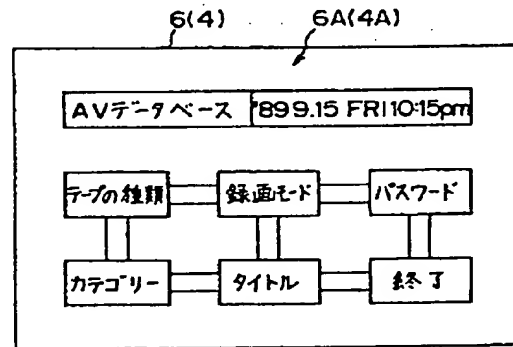 6(4) 6A(4A)
AVデータベース '89 9.15 FRI 10:15pm
テープの種類 録画モード パスワード
カテゴリー タイトル 終了